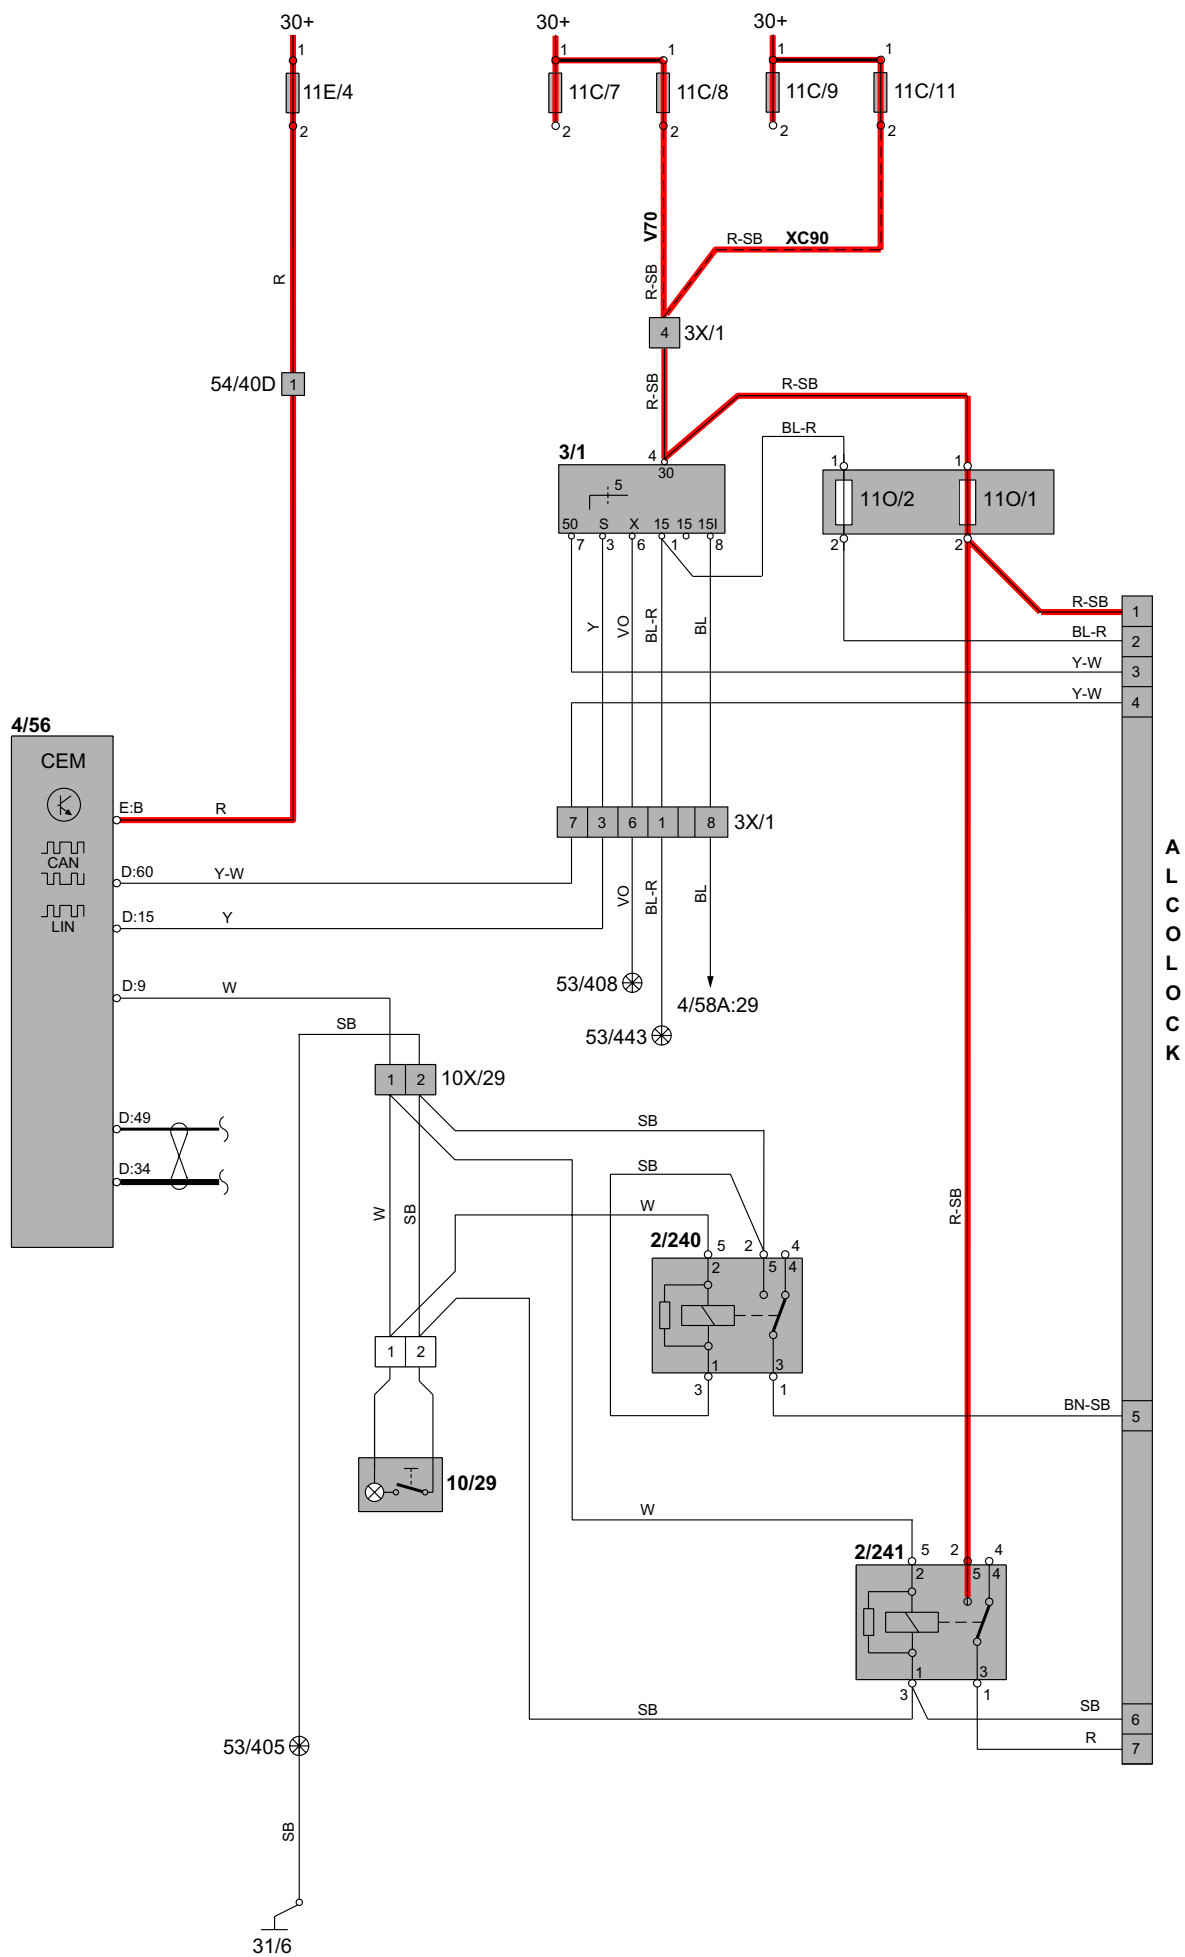 30+ 30+ 30+
1 1 1 1 1
11E/4 11C/7 11C/8 11C/9 11C/11
2 2 2 2 2
V70
R-SB XC90
R
R-SB
4 3X/1
54/40D 1
R-SB
R-SB
BL-R
3/1 4
30
1 1
5
11O/2 11O/1
50 S X 15 15 15I
7 3 6 1 8
2 2
R-SB 1
Y VO BL-R BL
BL-R 2
Y-W 3
Y-W 4
4/56
CEM
E:B R
7 3 6 1 8 3X/1
CAN
D:60 Y-W
VO BL-R BL
D:15 Y
LIN
A
L
C
O
L
O
C
K
D:9 W
53/408
4/58A:29
SB
53/443
1 2 10X/29
D:49
SB
D:34
SB
W SB
W
R-SB
2/240 5 2 4
2 5 4
1 2
1 3
3 1
BN-SB 5
10/29
W
2/241 5 2 4
2 5 4
1 3
3 1
SB
SB 6
R 7
53/405
SB
31/6